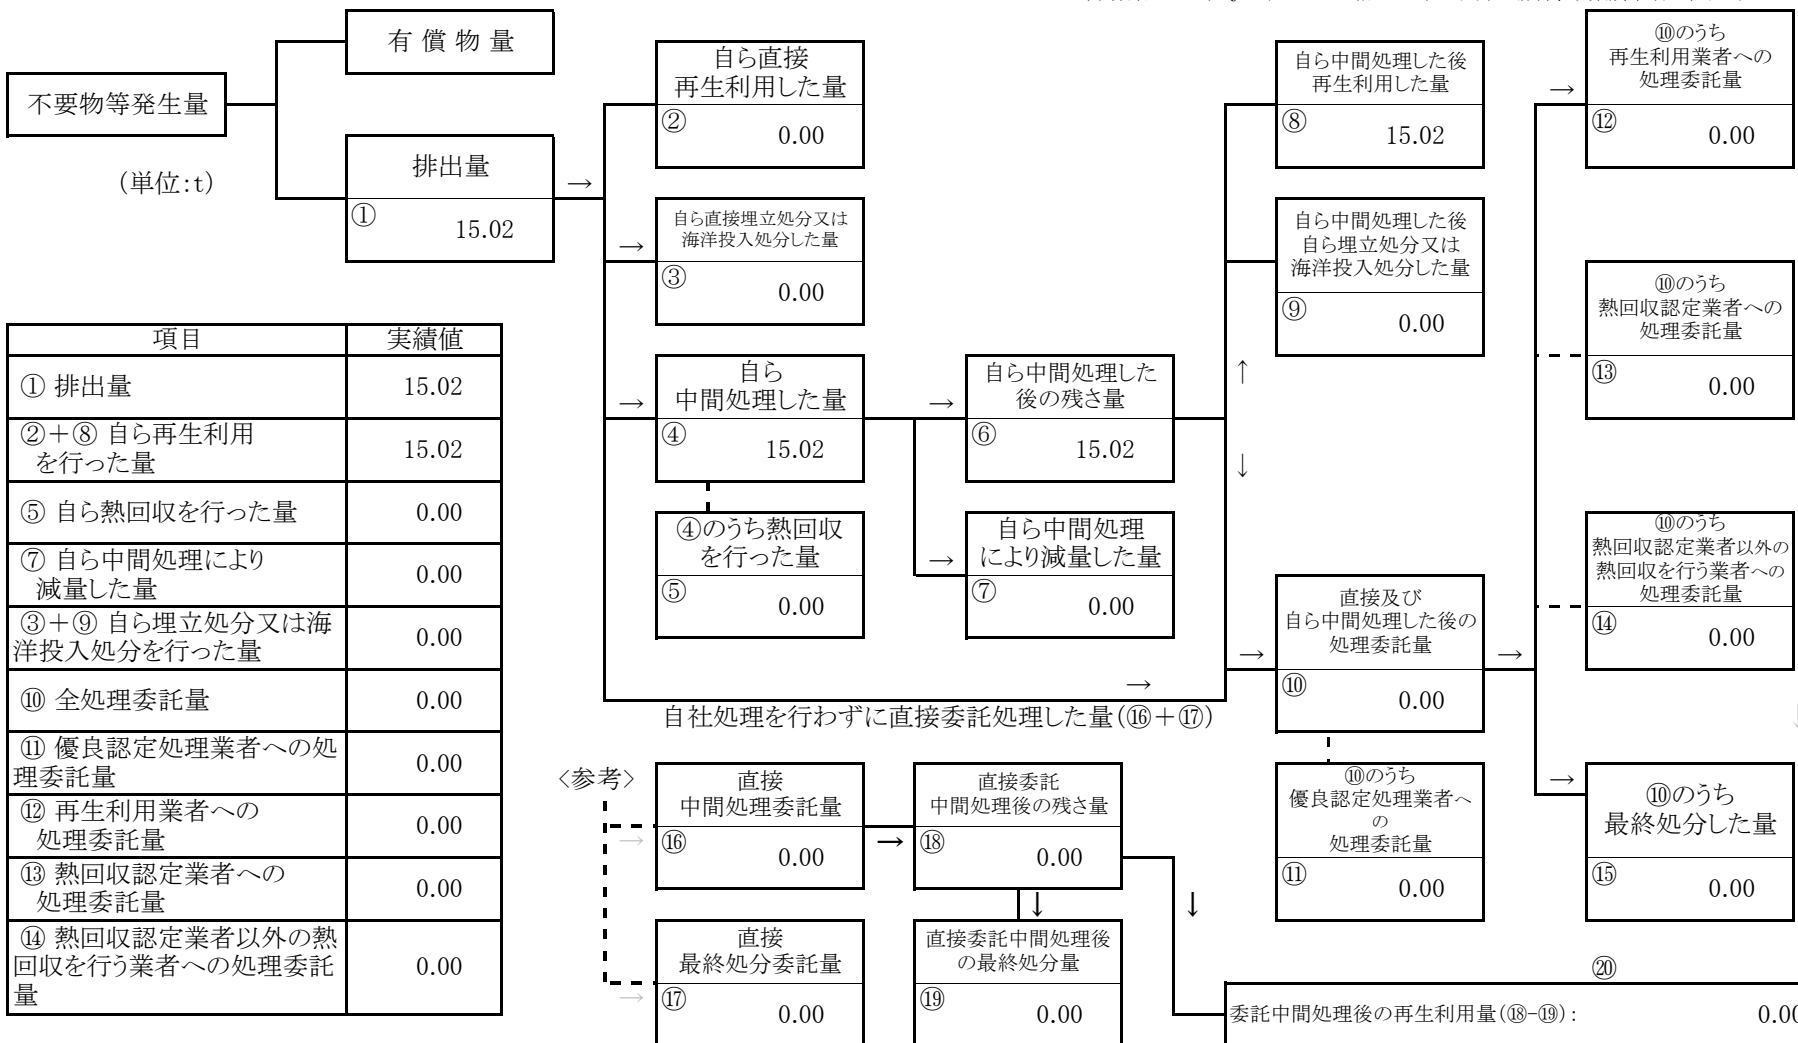 不要物等発生量
(単位:t)
有 償 物 量
排出量
① 15.02
→
自ら直接
再生利用した量
② 0.00
→
自ら直接埋立処分又は
海洋投入処分した量
③ 0.00
→
自ら
中間処理した量
④ 15.02
④のうち熱回収
を行った量
⑤ 0.00
→
自ら中間処理した
後の残さ量
⑥ 15.02
→
自ら中間処理
により減量した量
⑦ 0.00
自ら中間処理した後
再生利用した量
⑧ 15.02
自ら中間処理した後
自ら埋立処分又は
海洋投入処分した量
⑨ 0.00
↑
↓
→
→
直接及び
自ら中間処理した後の
処理委託量
⑩ 0.00
自社処理を行わずに直接委託処理した量(⑯+⑰)
⑩のうち
優良認定処理業者へ
の
処理委託量
⑪ 0.00
→
→
⑩のうち
再生利用業者への
処理委託量
⑫ 0.00
⑩のうち
熱回収認定業者への
処理委託量
⑬ 0.00
⑩のうち
熱回収認定業者以外の
熱回収を行う業者への
処理委託量
⑭ 0.00
→
⑩のうち
最終処分した量
⑮ 0.00
項目 実績値
① 排出量 15.02
②+⑧ 自ら再生利用
を行った量 15.02
⑤ 自ら熱回収を行った量 0.00
⑦ 自ら中間処理により
減量した量 0.00
③+⑨ 自ら埋立処分又は海
洋投入処分を行った量 0.00
⑩ 全処理委託量 0.00
⑪ 優良認定処理業者への処
理委託量 0.00
⑫ 再生利用業者への
処理委託量 0.00
⑬ 熱回収認定業者への
処理委託量 0.00
⑭ 熱回収認定業者以外の熱
回収を行う業者への処理委託
量 0.00
<参考>
→
直接
中間処理委託量
⑯ 0.00
→
直接委託
中間処理後の残さ量
⑱ 0.00
↓
↓
→
直接
最終処分委託量
⑰ 0.00
直接委託中間処理後
の最終処分量
⑲ 0.00
⑳
委託中間処理後の再生利用量(⑱-⑲): 0.00